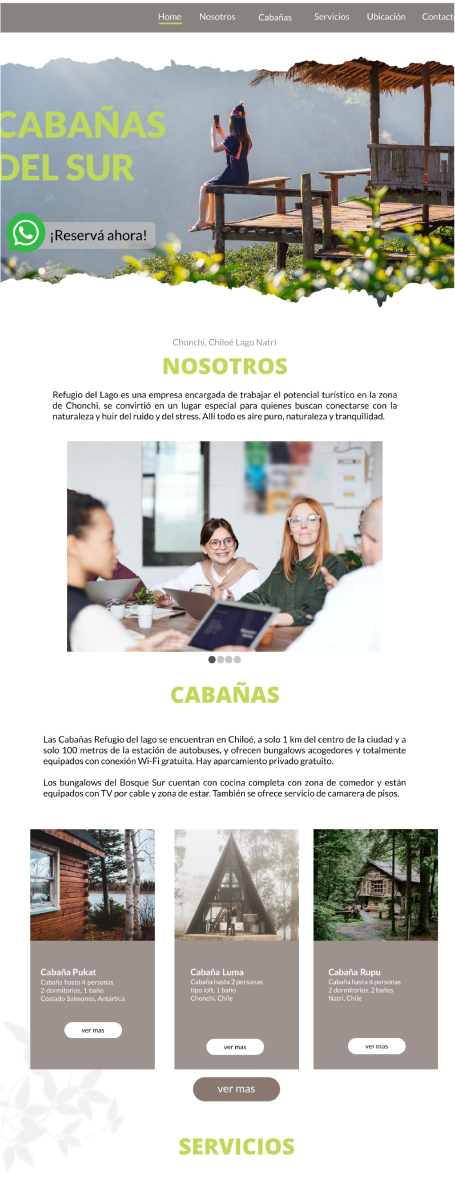 Home Nosotros Cabañas Servicios Ubicación Contact
CABAÑAS
DEL SUR
¡Reservá ahora!
Chonchi, Chiloé Lago Natri
NOSOTROS
Refugio del Lago es una empresa encargada de trabajar el potencial turístico en la zona
de Chonchi, se convirtió en un lugar especial para quienes buscan conectarse con la
naturaleza y huir del ruido y del stress. Allí todo es aire puro, naturaleza y tranquilidad.
CABAÑAS
Las Cabañas Refugio del lago se encuentran en Chiloé, a solo 1 km del centro de la ciudad y a
solo 100 metros de la estación de autobuses, y ofrecen bungalows acogedores y totalmente
equipados con conexión Wi-Fi gratuita. Hay aparcamiento privado gratuito.
Los bungalows del Bosque Sur cuentan con cocina completa con zona de comedor y están
equipados con TV por cable y zona de estar. También se ofrece servicio de camarera de pisos.
Cabaña Pukat
Cabaña hasta 4 personas
2 dormitorios, 1 baño
Costado Salmones, Antártica
ver mas
Cabaña Luma
Cabaña hasta 2 personas
tipo loft, 1 baño
Chonchi, Chile
ver mas
Cabaña Rupu
Cabaña hasta 6 personas
2 dormitorios, 2 baños
Natri, Chile
ver mas
ver mas
SERVICIOS